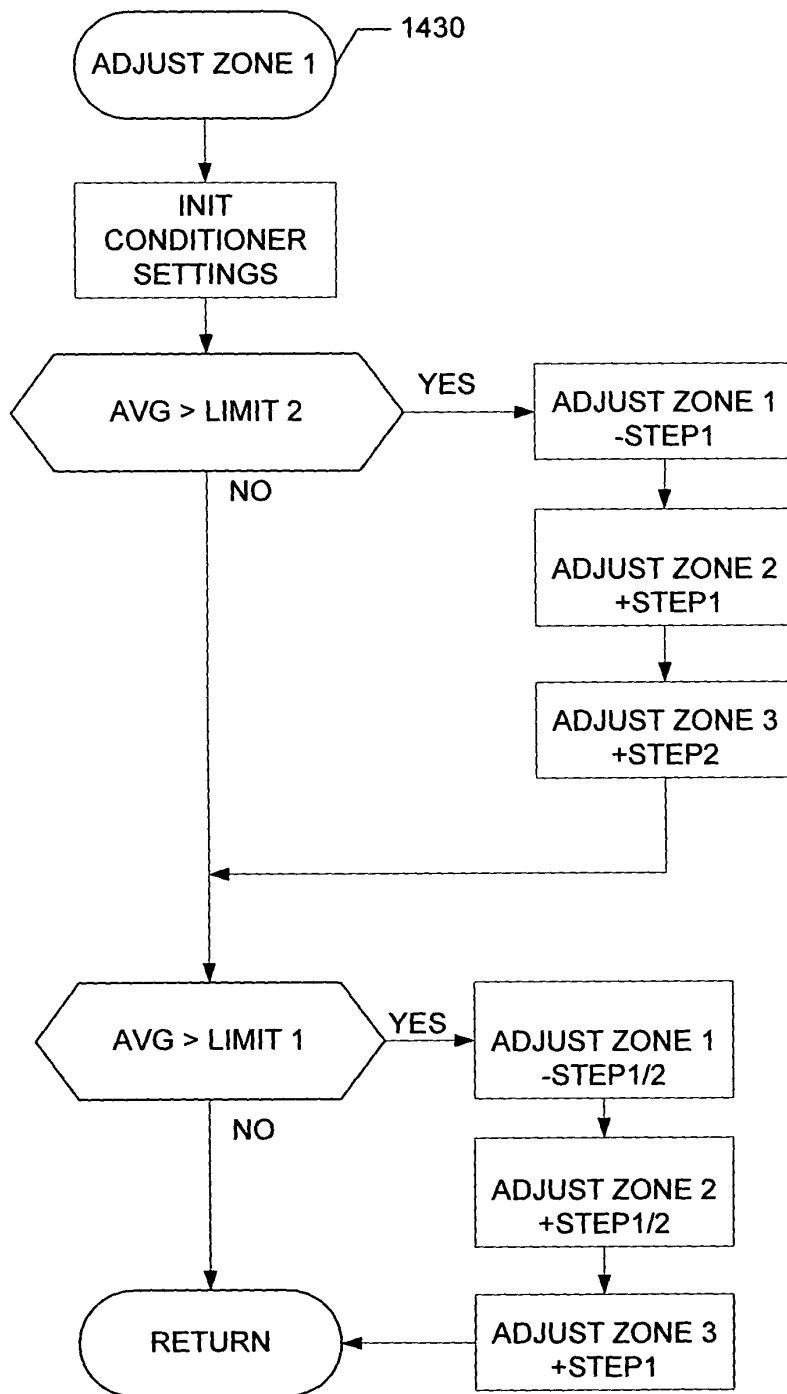 ADJUST ZONE 1
1430
INIT
CONDITIONER
SETTINGS
AVG > LIMIT 2
YES
NO
ADJUST ZONE 1
-STEP1
ADJUST ZONE 2
+STEP1
ADJUST ZONE 3
+STEP2
AVG > LIMIT 1
YES
NO
ADJUST ZONE 1
-STEP1/2
ADJUST ZONE 2
+STEP1/2
ADJUST ZONE 3
+STEP1
RETURN